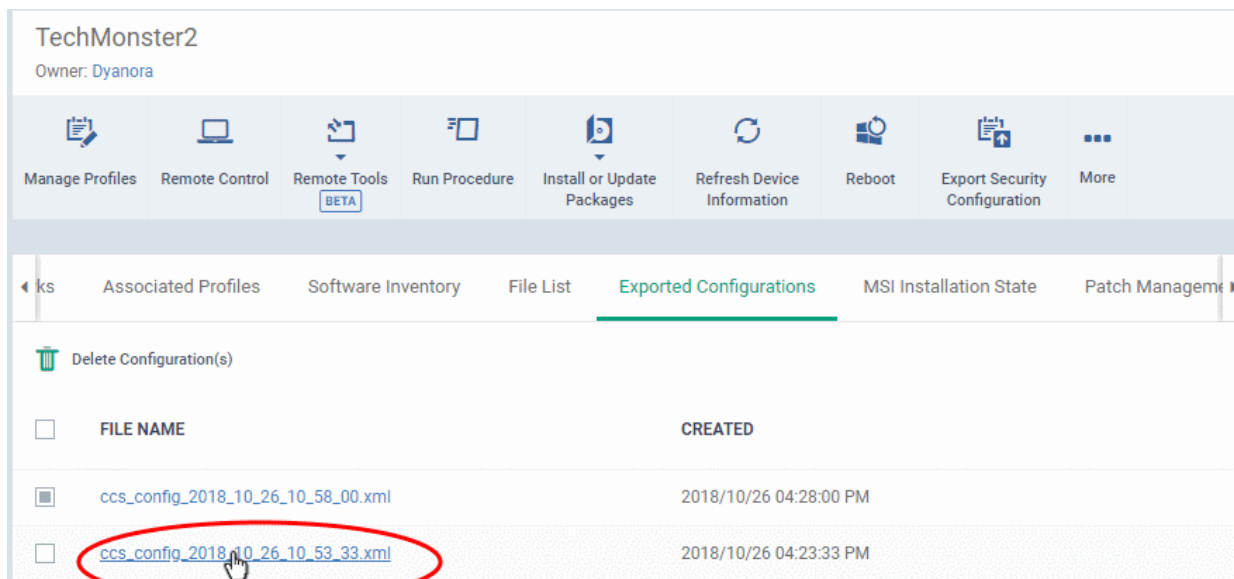 TechMonster2
Owner: Dyanora
Manage Profiles Remote Control Remote Tools Run Procedure Install or Update Refresh Device Reboot Export Security More
BETA Packages Information Configuration
ks Associated Profiles Software Inventory File List Exported Configurations MSI Installation State Patch Manageme
Delete Configuration(s)
FILE NAME CREATED
ccs_config_2018_10_26_10_58_00.xml 2018/10/26 04:28:00 PM
ccs_config_2018_10_26_10_53_33.xml 2018/10/26 04:23:33 PM